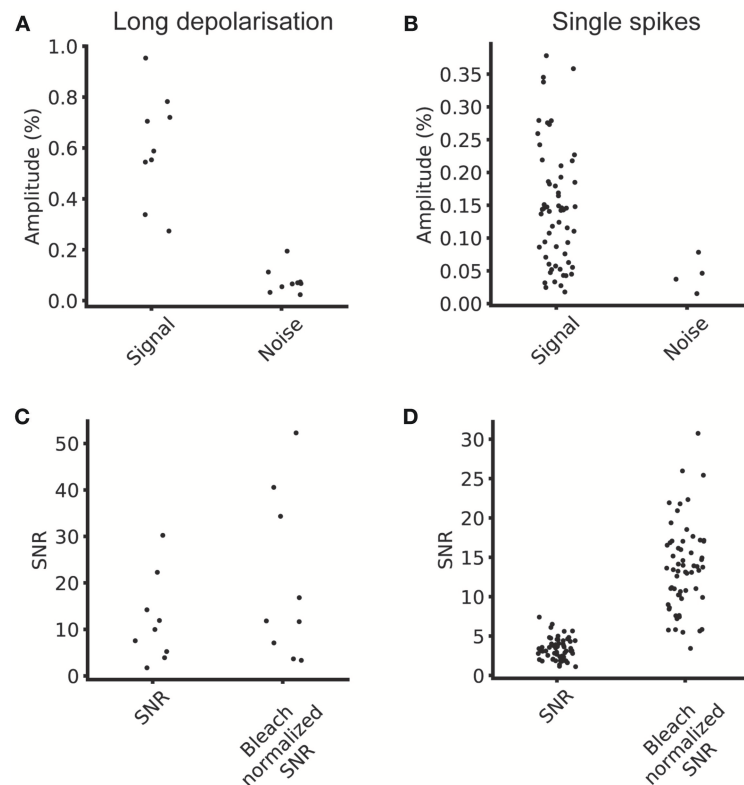 A
Long depolarisation
B
Single spikes
Amplitude (%)
1.0
0.8
0.6
0.4
0.2
0.0
Signal
Noise
Amplitude (%)
0.35
0.30
0.25
0.20
0.15
0.10
0.05
0.00
Signal
Noise
C
SNR
50
40
30
20
10
0
SNR
Bleach
normalized
SNR
D
SNR
30
25
20
15
10
5
0
SNR
Bleach
normalized
SNR